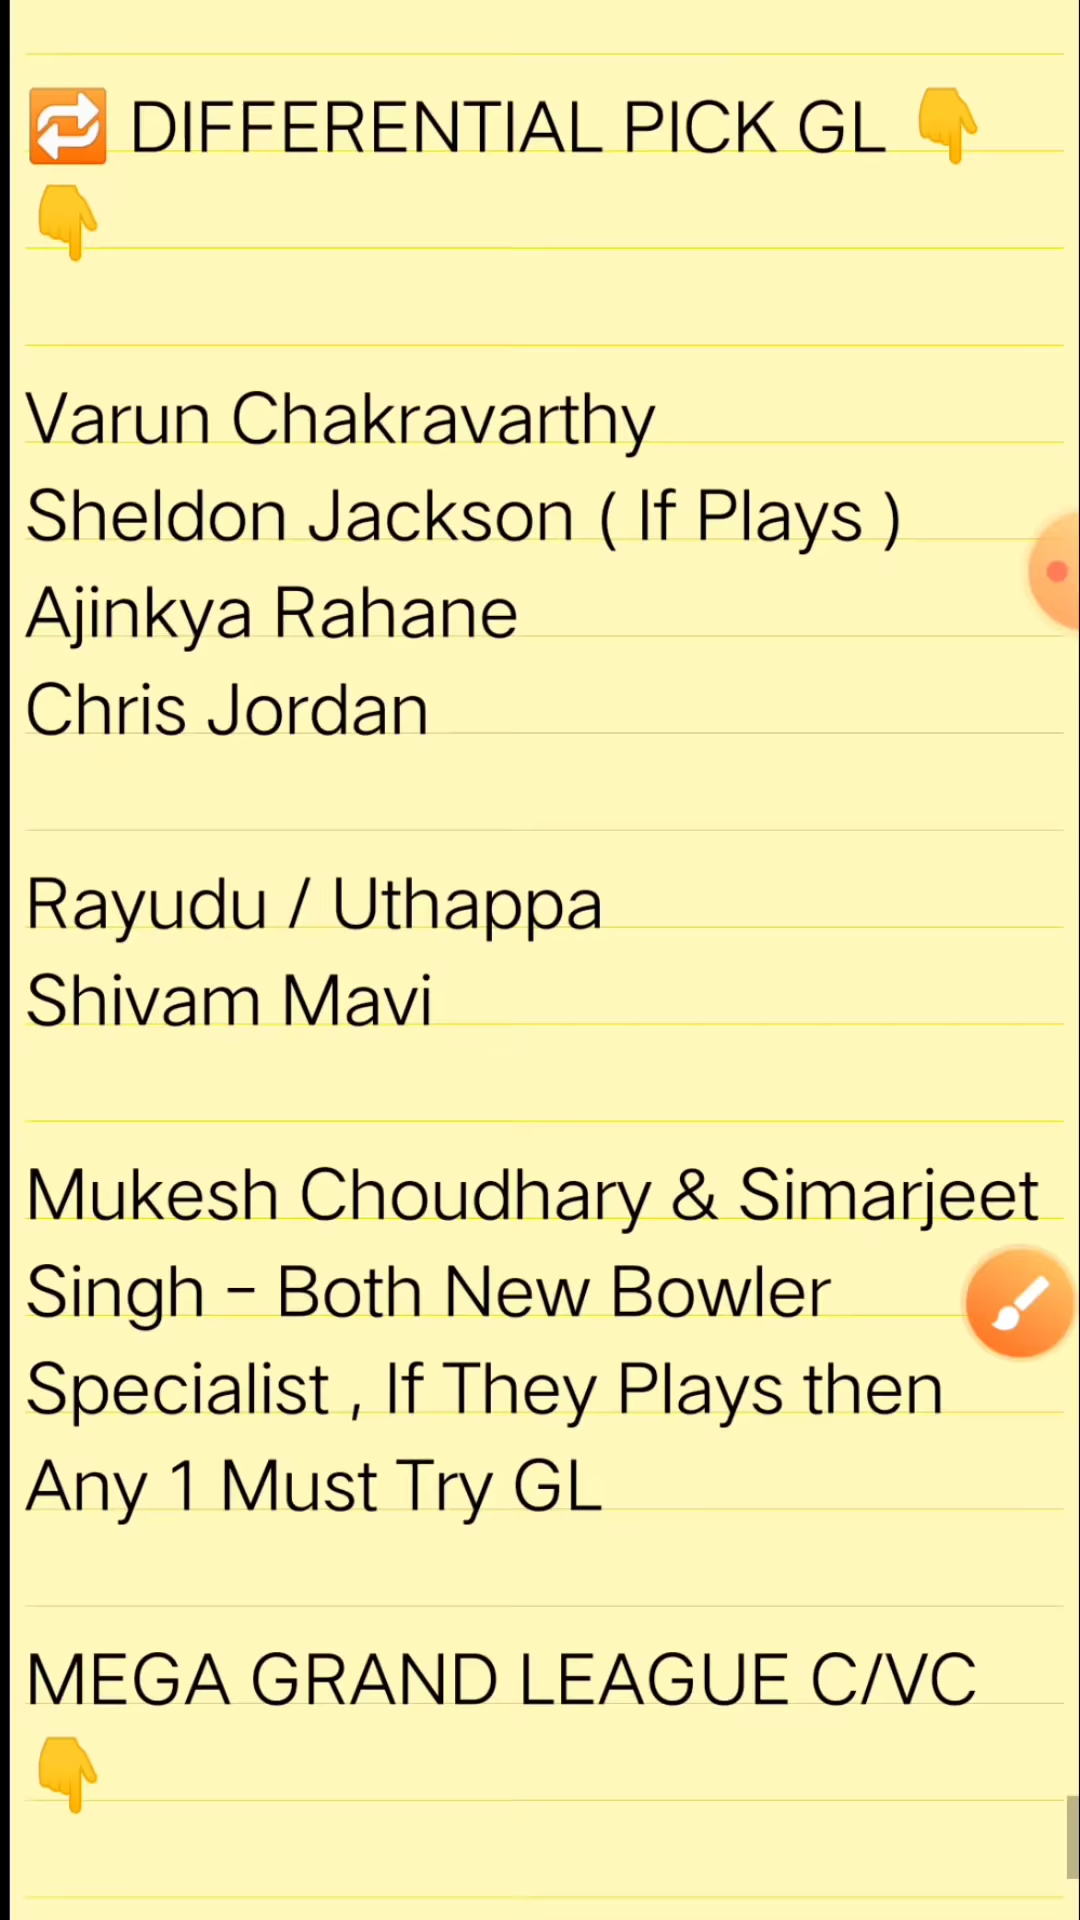 🔁 DIFFERENTIAL PICK GL 👇
👇
Varun Chakravarthy
Sheldon Jackson ( If Plays )
Ajinkya Rahane
Chris Jordan
Rayudu / Uthappa
Shivam Mavi
Mukesh Choudhary & Simarjeet
Singh - Both New Bowler
Specialist , If They Plays then
Any 1 Must Try GL
MEGA GRAND LEAGUE C/VC
👇